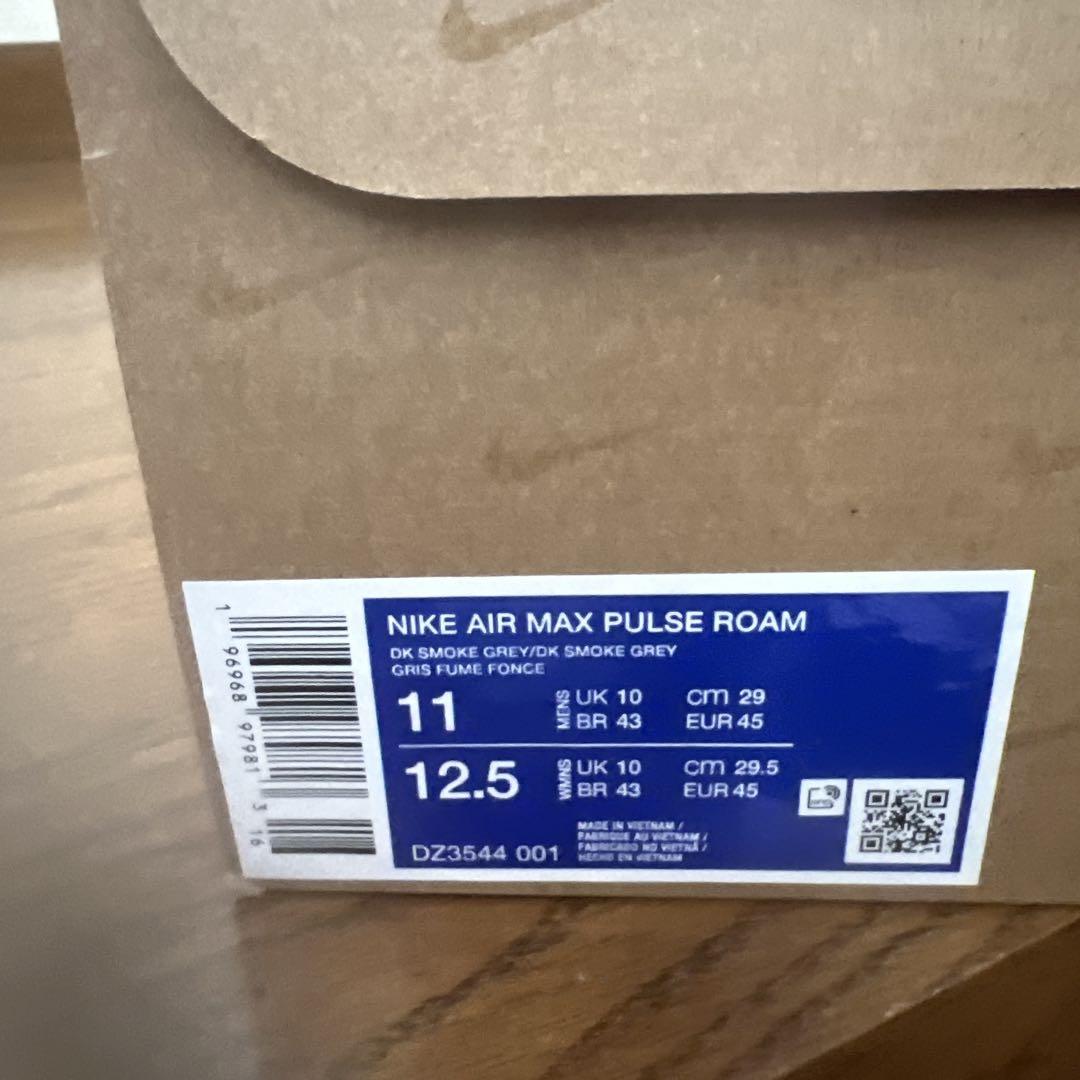 NIKE AIR MAX PULSE ROAM
DK SMOKE GREY/DK SMOKE GREY
GRIS FUME FONCE
11 MENS UK 10 cm 29
BR 43 EUR 45
12.5 WMNS UK 10 cm 29.5
BR 43 EUR 45
DZ3544 001
MADE IN VIETNAM /
FABRIQUE AU VIETNAM /
FABRICADO NO VIETNÃ /
HECHO EN VIETNAM
1 96968 97981 3 16